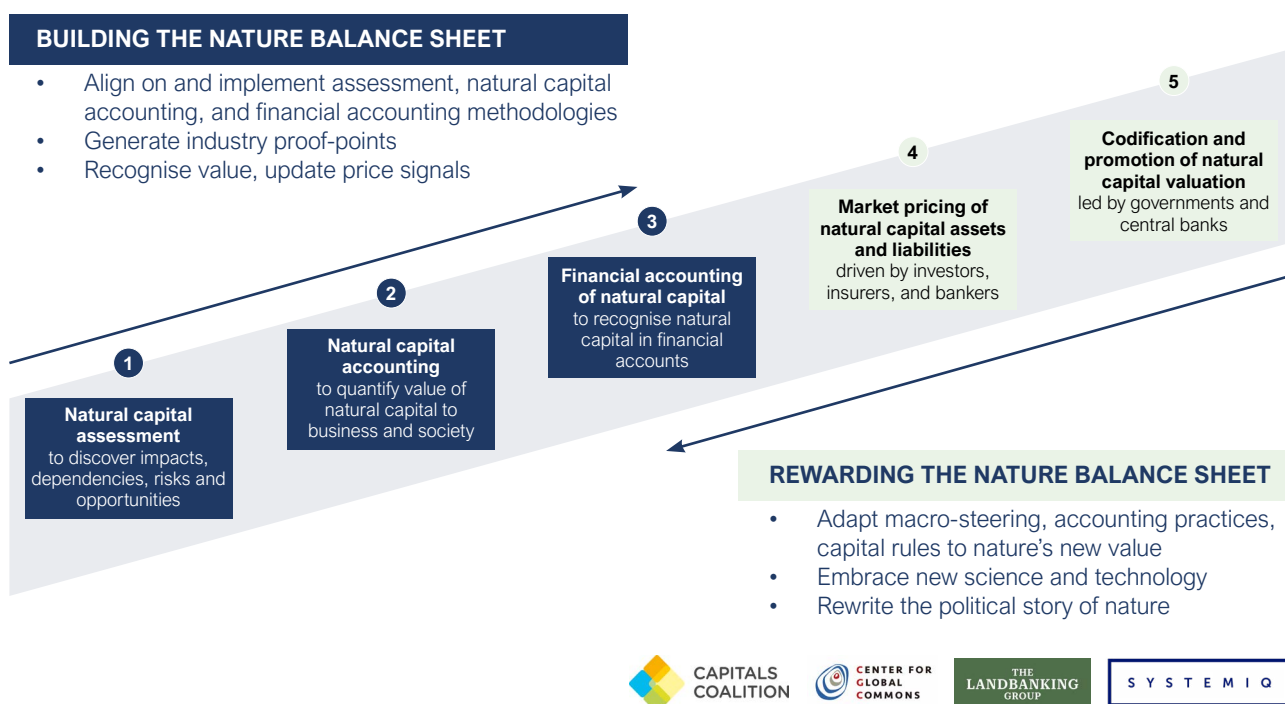 BUILDING THE NATURE BALANCE SHEET
• Align on and implement assessment, natural capital
accounting, and financial accounting methodologies
• Generate industry proof-points
• Recognise value, update price signals
1
Natural capital
assessment
to discover impacts,
dependencies, risks and
opportunities
2
Natural capital
accounting
to quantify value of
natural capital to
business and society
3
Financial accounting
of natural capital
to recognise natural
capital in financial
accounts
4
Market pricing of
natural capital assets
and liabilities
driven by investors,
insurers, and bankers
5
Codification and
promotion of natural
capital valuation
led by governments and
central banks
REWARDING THE NATURE BALANCE SHEET
• Adapt macro-steering, accounting practices,
capital rules to nature's new value
• Embrace new science and technology
• Rewrite the political story of nature
CAPITALS
COALITION
CENTER FOR
GLOBAL
COMMONS
THE
LANDBANKING
GROUP
SYSTEMIQ